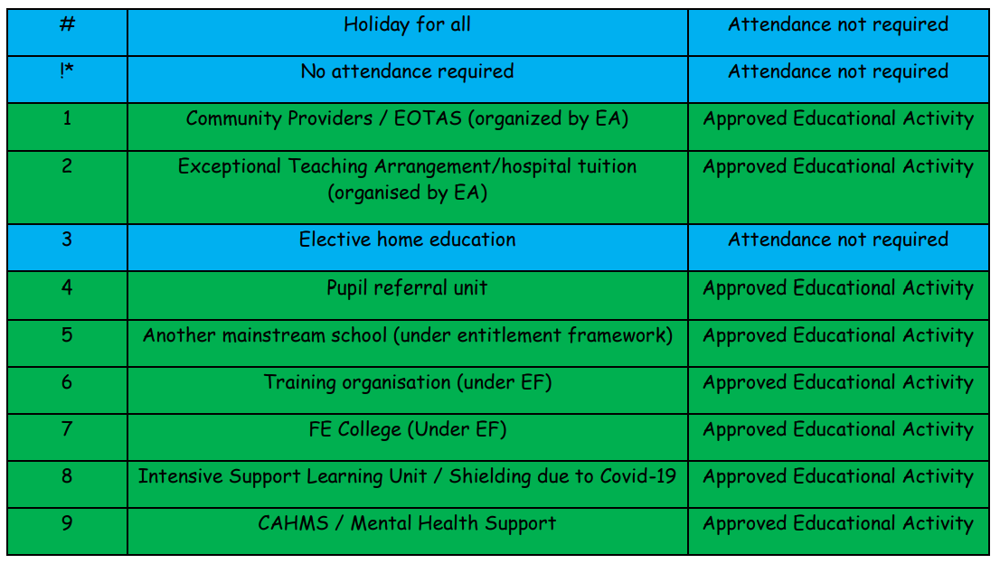 # Holiday for all Attendance not required
!* No attendance required Attendance not required
1 Community Providers / EOTAS (organized by EA) Approved Educational Activity
2 Exceptional Teaching Arrangement/hospital tuition Approved Educational Activity
(organised by EA)
3 Elective home education Attendance not required
4 Pupil referral unit Approved Educational Activity
5 Another mainstream school (under entitlement framework) Approved Educational Activity
6 Training organisation (under EF) Approved Educational Activity
7 FE College (Under EF) Approved Educational Activity
8 Intensive Support Learning Unit / Shielding due to Covid-19 Approved Educational Activity
9 CAHMS / Mental Health Support Approved Educational Activity